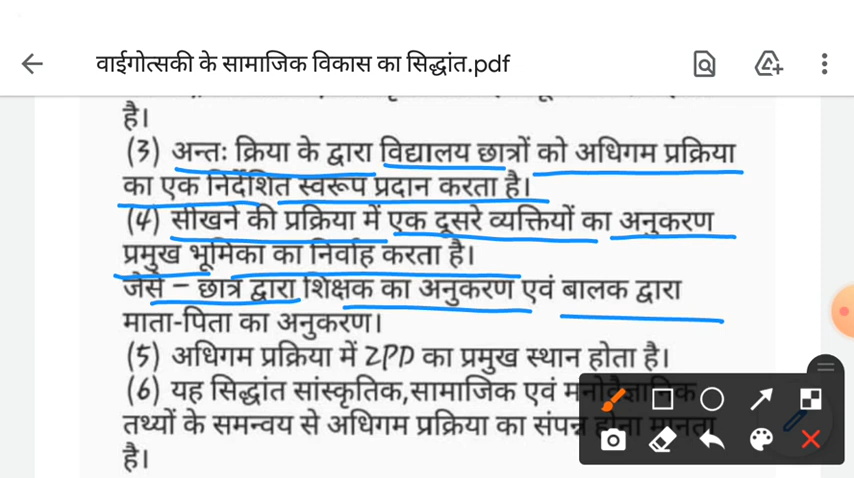 वाईगोत्सकी के सामाजिक विकास का सिद्धांत.pdf
है।
(3) अन्तः क्रिया के द्वारा विद्यालय छात्रों को अधिगम प्रक्रिया
का एक निर्देशित स्वरूप प्रदान करता है।
(4) सीखने की प्रक्रिया में एक दूसरे व्यक्तियों का अनुकरण
प्रमुख भूमिका का निर्वाह करता है।
जैसे – छात्र द्वारा शिक्षक का अनुकरण एवं बालक द्वारा
माता-पिता का अनुकरण।
(5) अधिगम प्रक्रिया में ZPD का प्रमुख स्थान होता है।
(6) यह सिद्धांत सांस्कृतिक,सामाजिक एवं मनोवैज्ञानिक
तथ्यों के समन्वय से अधिगम प्रक्रिया का संपन्न होना मानता
है।